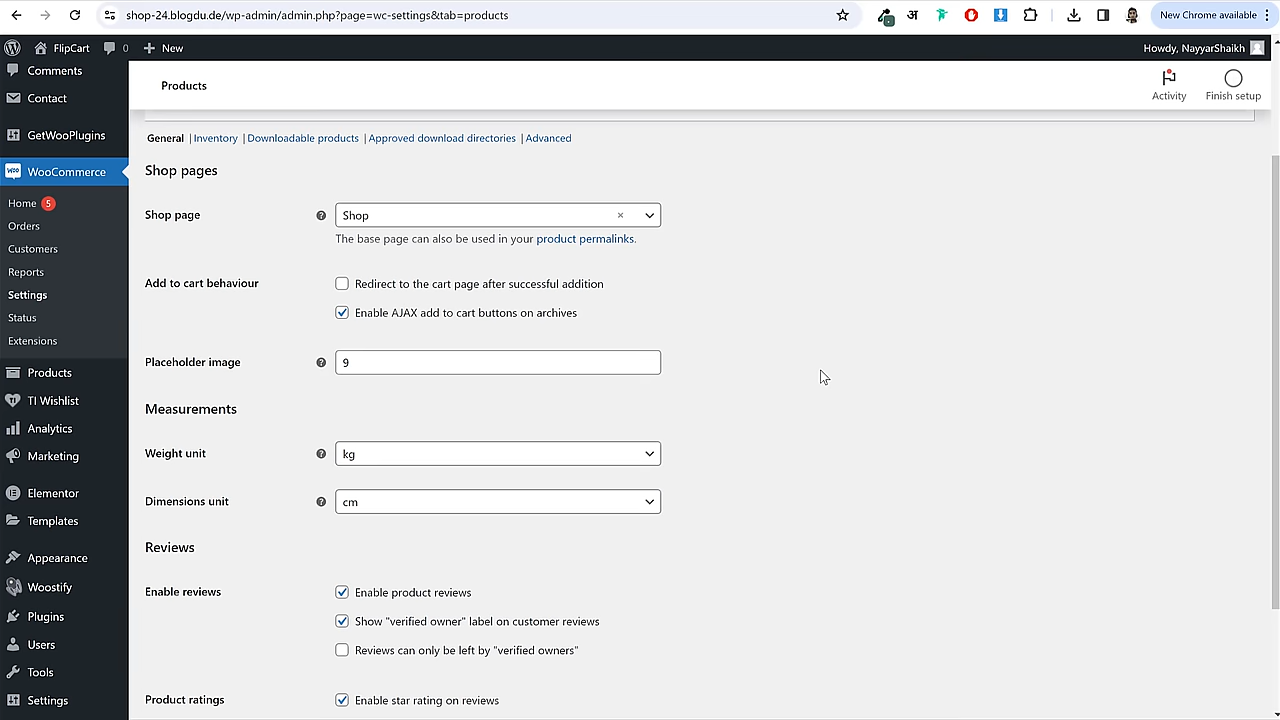 shop-24.blogdu.de/wp-admin/admin.php?page=wc-settings&tab=products
अ
New Chrome available
FlipCart
0
New
Howdy, NayyarShaikh
Comments
Contact
GetWooPlugins
WooCommerce
Home 5
Orders
Customers
Reports
Settings
Status
Extensions
Products
TI Wishlist
Analytics
Marketing
Elementor
Templates
Appearance
Woostify
Plugins
Users
Tools
Settings
Products
Activity
Finish setup
General | Inventory | Downloadable products | Approved download directories | Advanced
Shop pages
Shop page
Shop
The base page can also be used in your product permalinks.
Add to cart behaviour
Redirect to the cart page after successful addition
Enable AJAX add to cart buttons on archives
Placeholder image
9
Measurements
Weight unit
kg
Dimensions unit
cm
Reviews
Enable reviews
Enable product reviews
Show "verified owner" label on customer reviews
Reviews can only be left by "verified owners"
Product ratings
Enable star rating on reviews